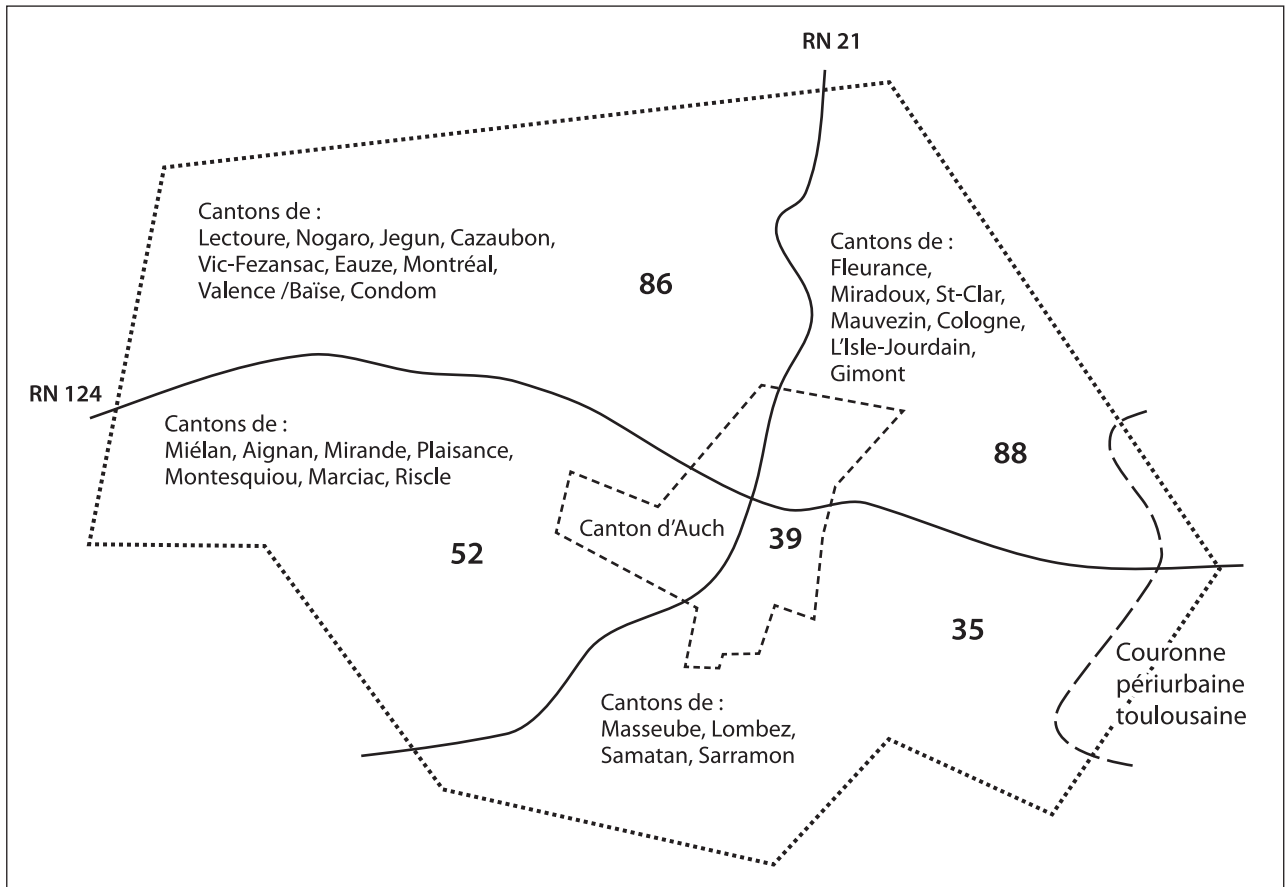 RN 21
Cantons de :
Lectoure, Nogaro, Jegun, Cazaubon,
Vic-Fezansac, Eauze, Montréal,
Valence /Baïse, Condom
86
Cantons de :
Fleurance,
Miradoux, St-Clar,
Mauvezin, Cologne,
L'Isle-Jourdain,
Gimont
RN 124
Cantons de :
Miélan, Aignan, Mirande, Plaisance,
Montesquiou, Marciac, Riscle
88
Canton d'Auch
39
52
35
Couronne
périurbaine
toulousaine
Cantons de :
Masseube, Lombez,
Samatan, Sarramon